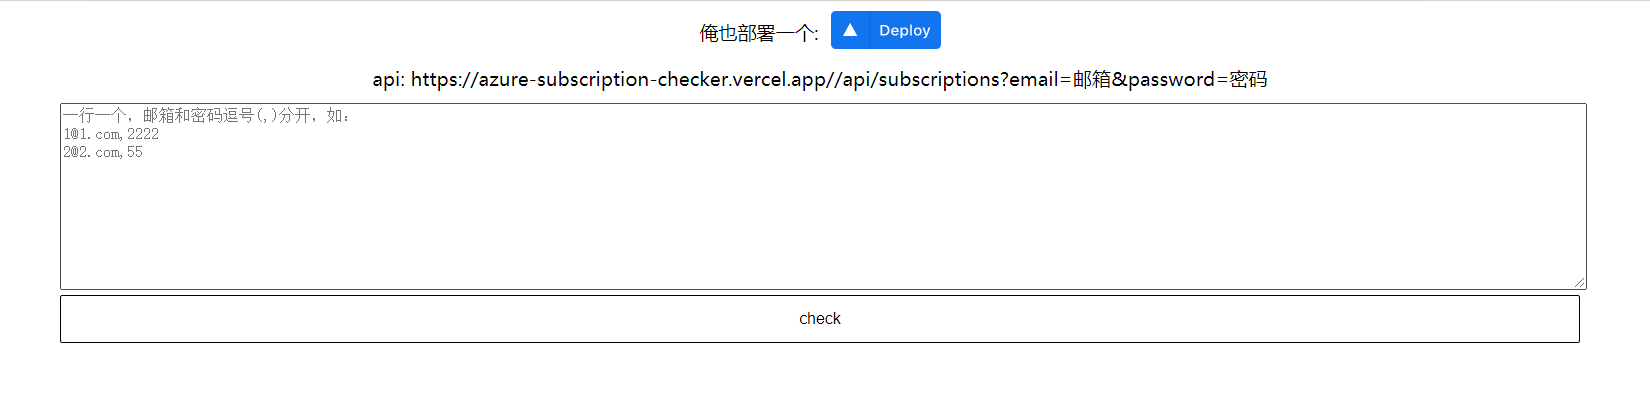 俺也部署一个: Deploy
api: https://azure-subscription-checker.vercel.app//api/subscriptions?email=邮箱&password=密码
一行一个，邮箱和密码逗号(,)分开，如：
1@1.com,2222
2@2.com,55
check